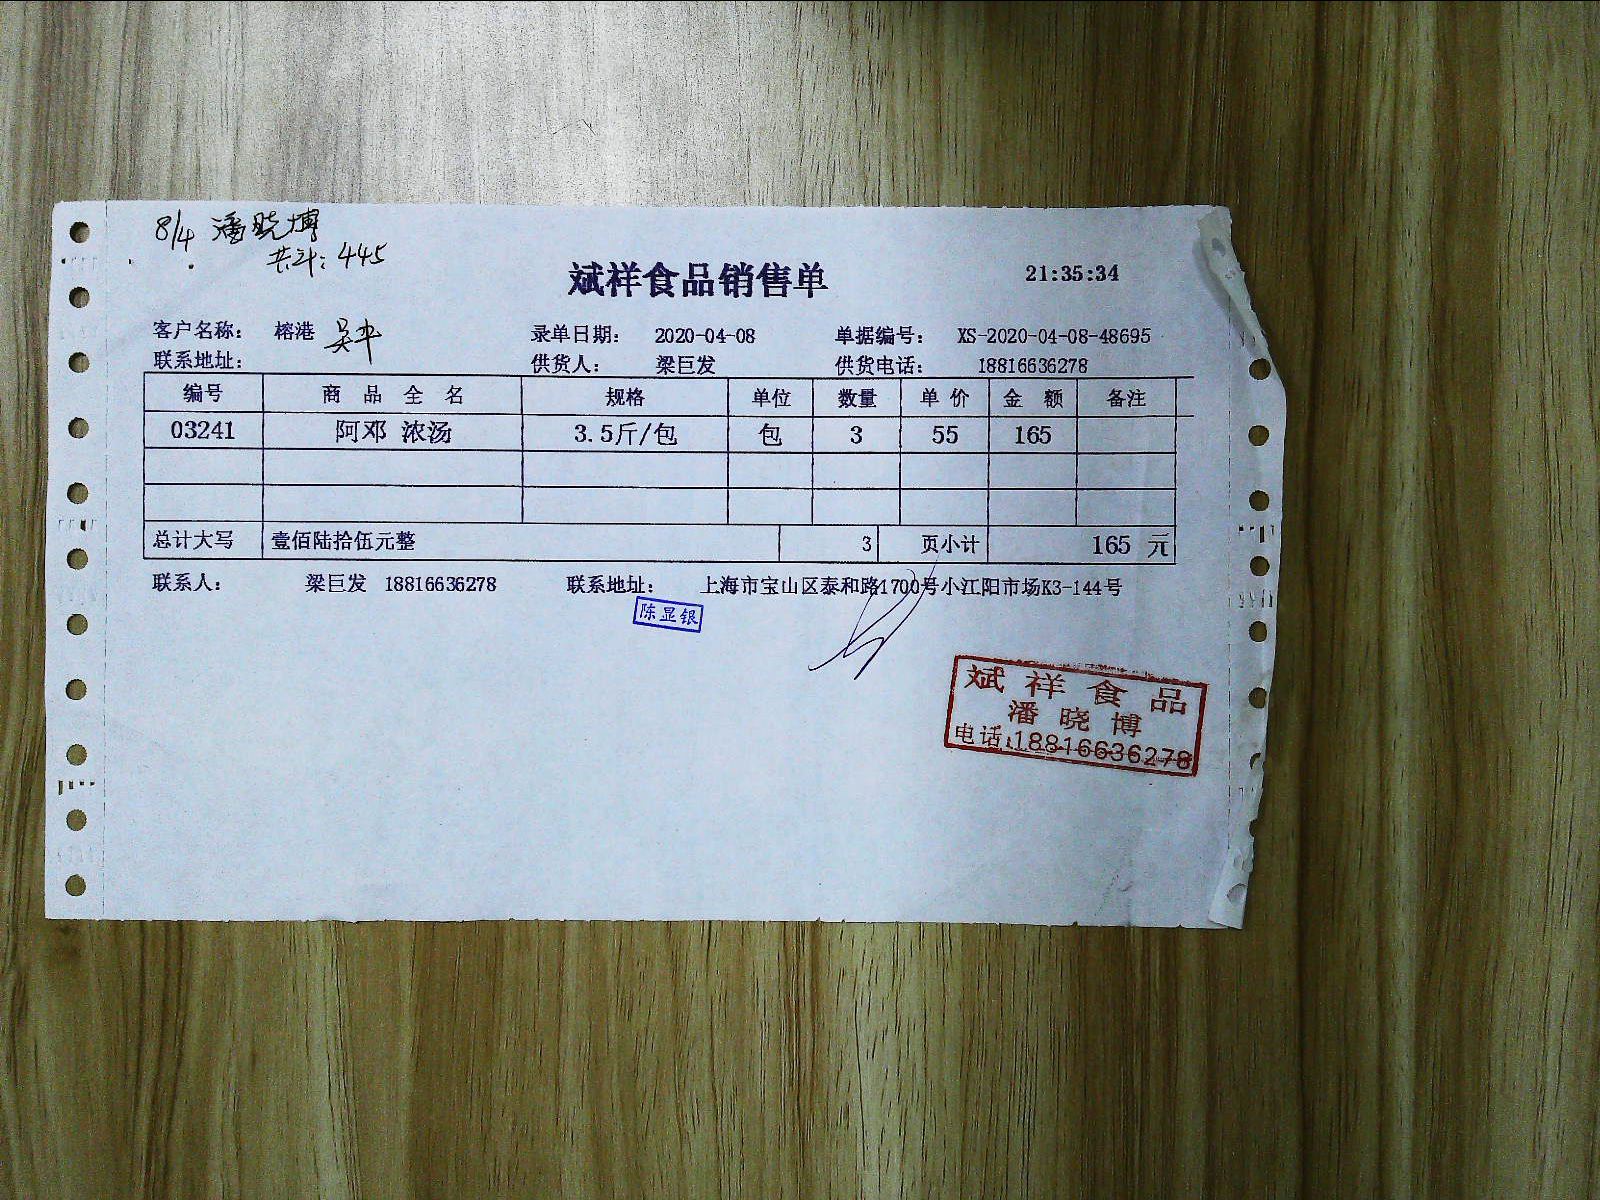 8/4 潘晓博
共计：445
斌祥食品销售单 21:35:34
客户名称： 榕港 吴平 录单日期： 2020-04-08 单据编号： XS-2020-04-08-48695
联系地址： 供货人： 梁巨发 供货电话： 18816636278
编号 商 品 全 名 规格 单位 数量 单 价 金 额 备注
03241 阿邓 浓汤 3.5斤/包 包 3 55 165
总计大写 壹佰陆拾伍元整 3 页小计 165 元
联系人： 梁巨发 18816636278 联系地址： 上海市宝山区泰和路1700号小江阳市场K3-144号
陈显银
斌祥食品
潘晓博
电话:18816636278